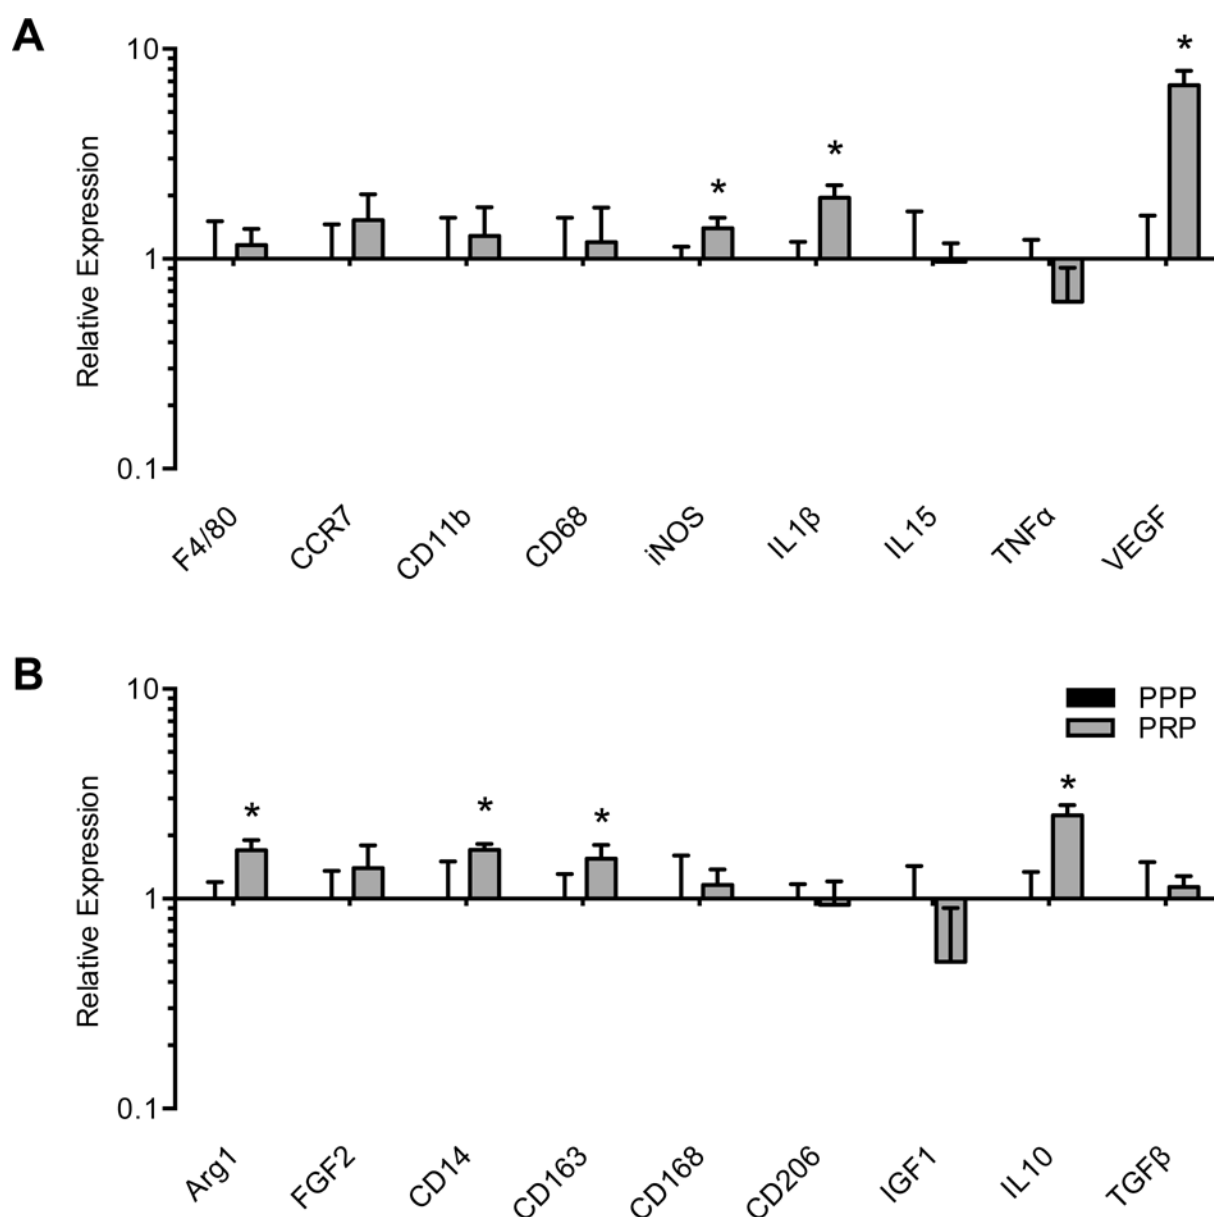 A
10
*
*
*
Relative Expression
1
0.1
F4/80 CCR7 CD11b CD68 iNOS IL1β IL15 TNFα VEGF
B
10
PPP
PRP
*
*
*
*
Relative Expression
1
0.1
Arg1 FGF2 CD14 CD163 CD168 CD206 IGF1 IL10 TGFβ